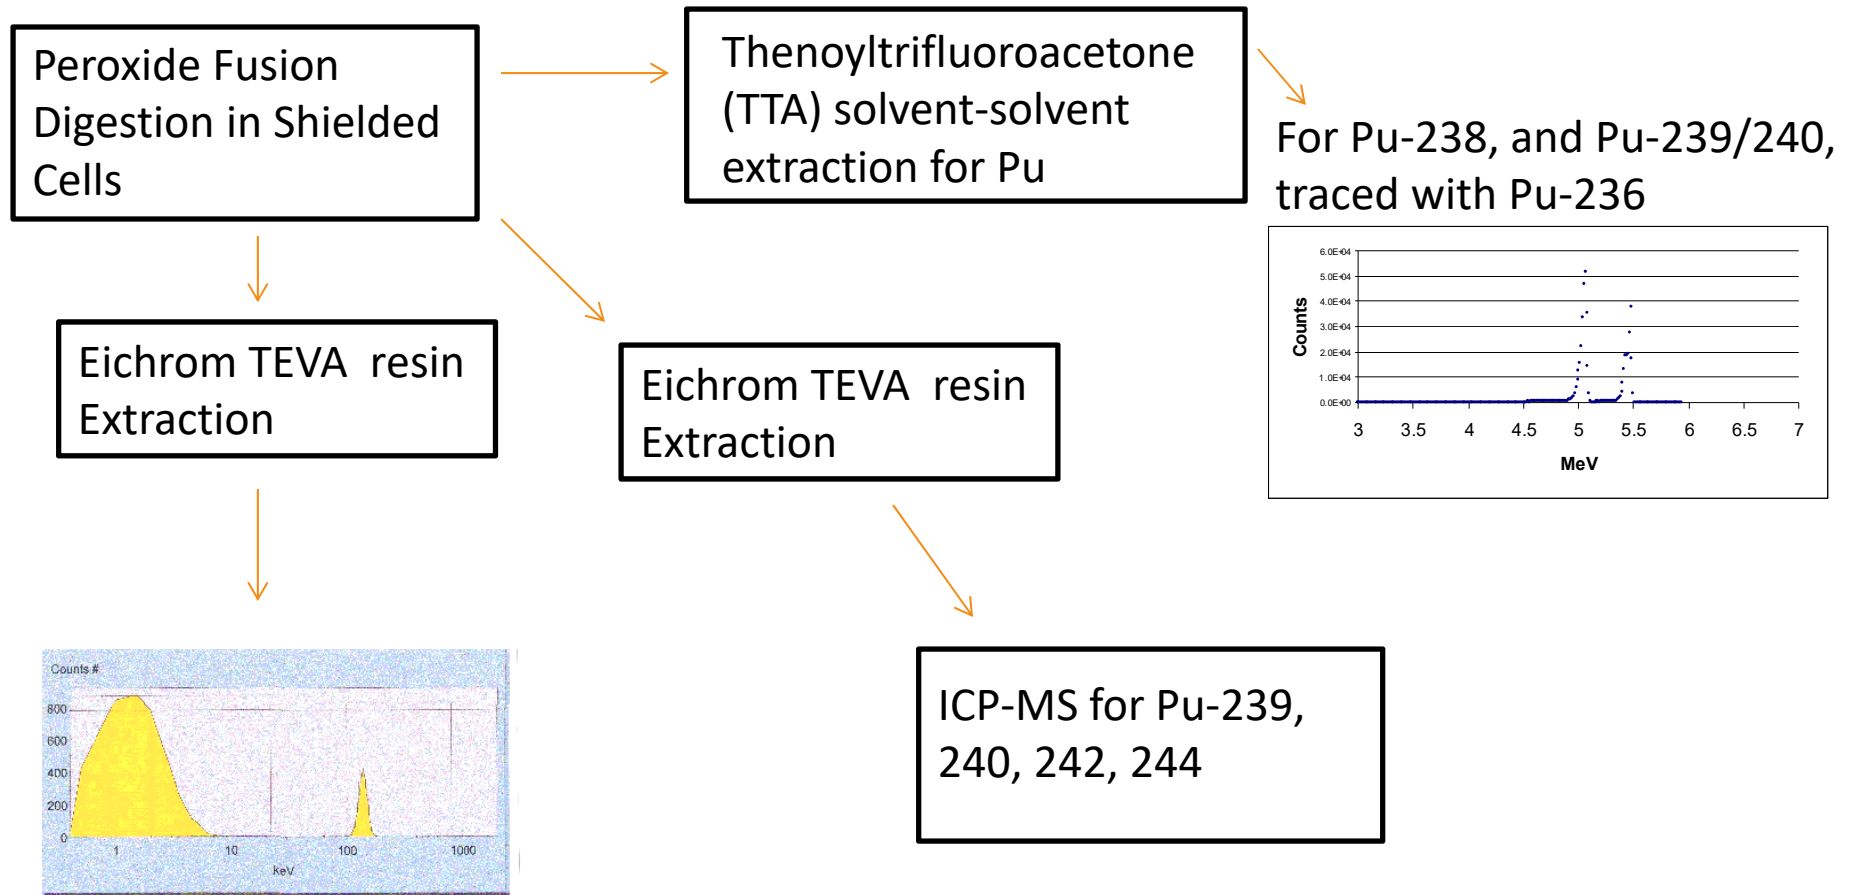 Peroxide Fusion
Digestion in Shielded
Cells
Thenoyltrifluoroacetone
(TTA) solvent-solvent
extraction for Pu
For Pu-238, and Pu-239/240,
traced with Pu-236
6.0E+04
5.0E+04
4.0E+04
3.0E+04
2.0E+04
1.0E+04
0.0E+00
Counts
3 3.5 4 4.5 5 5.5 6 6.5 7
MeV
Eichrom TEVA resin
Extraction
Eichrom TEVA resin
Extraction
Counts #
800
600
400
200
0
1 10 100 1000
keV
ICP-MS for Pu-239,
240, 242, 244